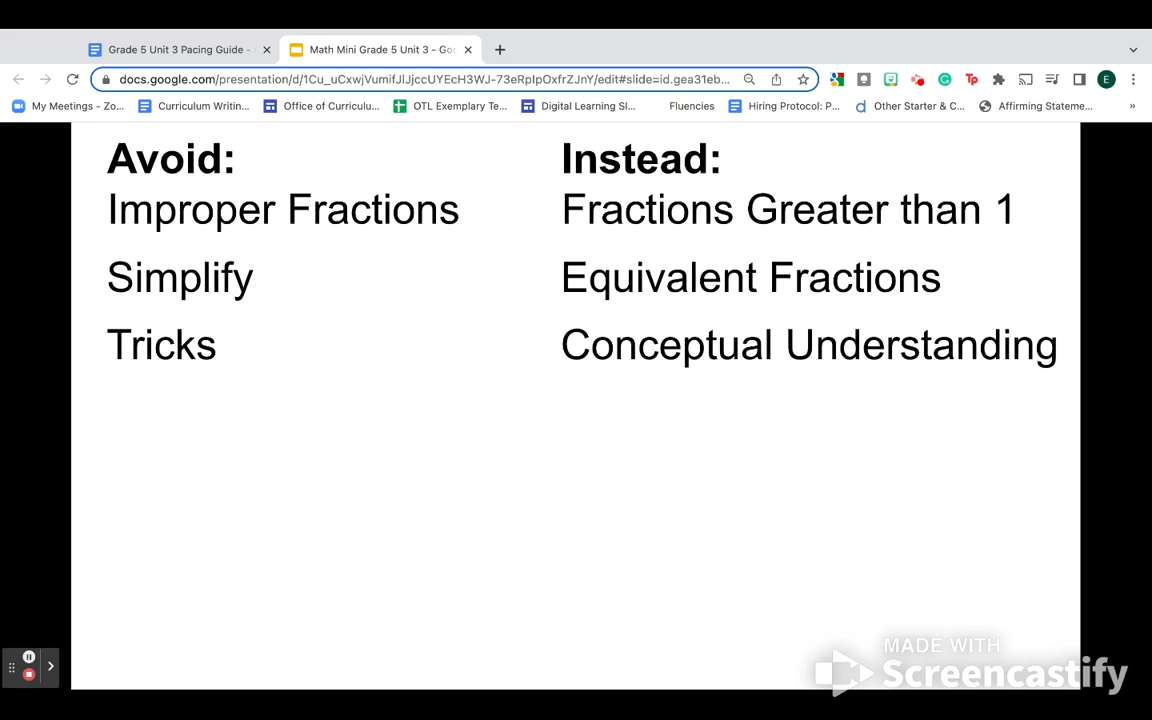 Grade 5 Unit 3 Pacing Guide -
Math Mini Grade 5 Unit 3 - Goo
docs.google.com/presentation/d/1Cu_uCxwjVumifJlJjccUYEcH3WJ-73eRpIpOxfrZJnY/edit#slide=id.gea31eb...
E
My Meetings - Zo...
Curriculum Writin...
Office of Curriculu...
OTL Exemplary Te...
Digital Learning Sl...
Fluencies
Hiring Protocol: P...
Other Starter & C...
Affirming Stateme...
Avoid: Instead:
Improper Fractions Fractions Greater than 1
Simplify Equivalent Fractions
Tricks Conceptual Understanding
MADE WITH
Screencastify